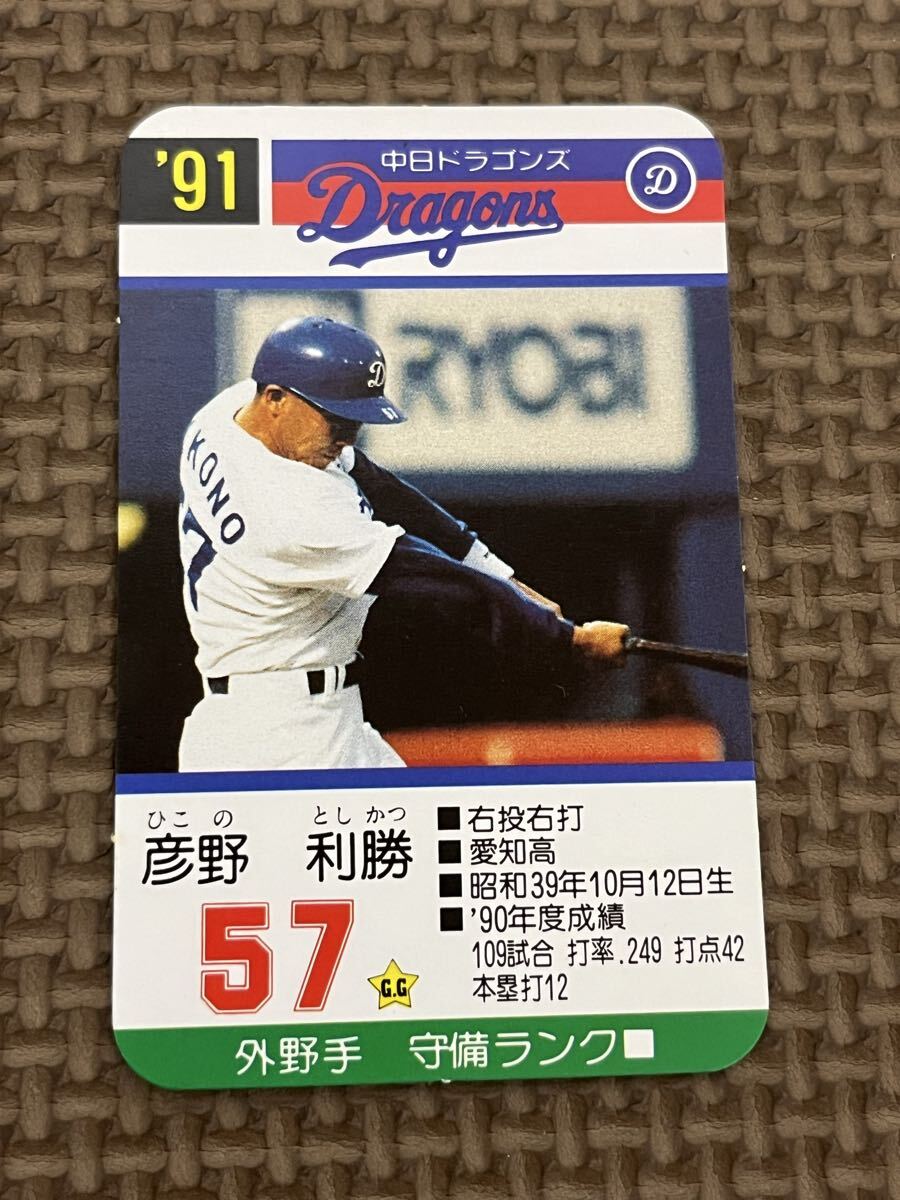 '91
中日ドラゴンズ
Dragons
D
RYOBI
D
57
KONO
7
ひこ の とし かつ
彦野 利勝
57
G.G
■右投右打
■愛知高
■昭和39年10月12日生
■'90年度成績
109試合 打率.249 打点42
本塁打12
外野手 守備ランク□